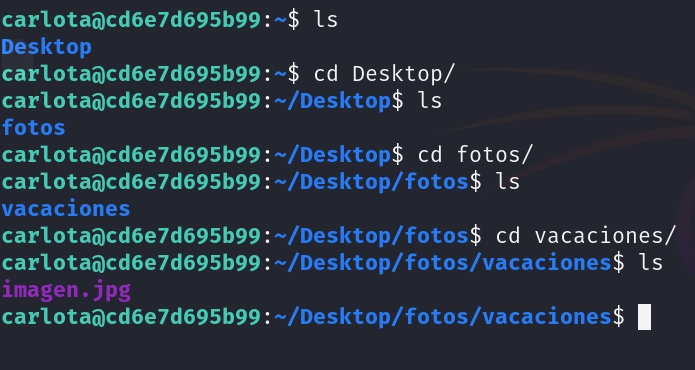 carlota@cd6e7d695b99:~$ ls
Desktop
carlota@cd6e7d695b99:~$ cd Desktop/
carlota@cd6e7d695b99:~/Desktop$ ls
fotos
carlota@cd6e7d695b99:~/Desktop$ cd fotos/
carlota@cd6e7d695b99:~/Desktop/fotos$ ls
vacaciones
carlota@cd6e7d695b99:~/Desktop/fotos$ cd vacaciones/
carlota@cd6e7d695b99:~/Desktop/fotos/vacaciones$ ls
imagen.jpg
carlota@cd6e7d695b99:~/Desktop/fotos/vacaciones$